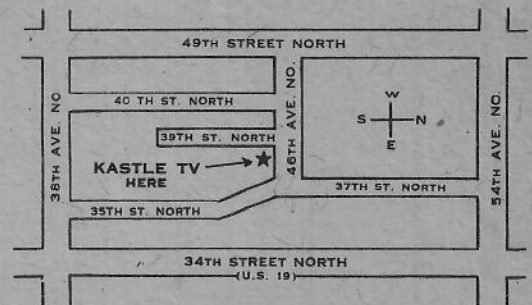 49TH STREET NORTH
40 TH ST. NORTH
39TH ST. NORTH
KASTLE TV
HERE
35TH ST. NORTH
38TH AVE. NO
46TH AVE. NO.
W
S N
E
37TH ST. NORTH
54TH AVE. NO.
34TH STREET NORTH
(U.S. 19)